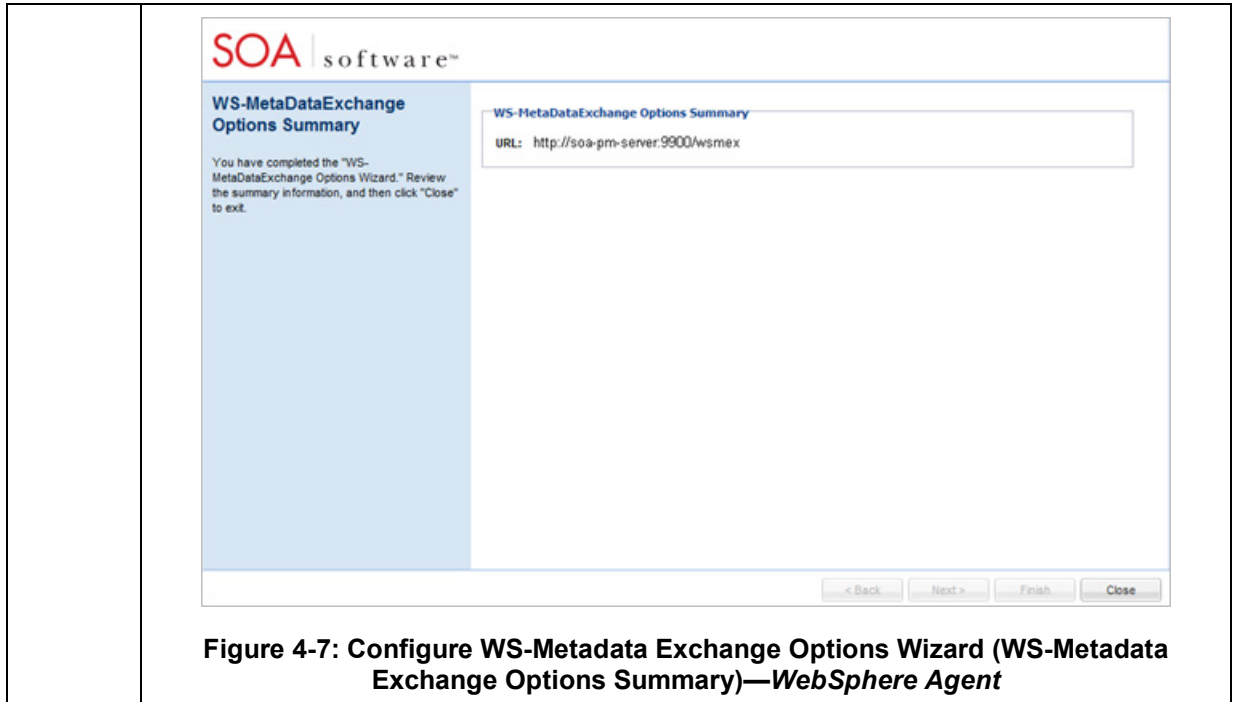 SOA software™
WS-MetaDataExchange
Options Summary
You have completed the "WS-
MetaDataExchange Options Wizard." Review
the summary information, and then click "Close"
to exit.
WS-MetaDataExchange Options Summary
URL: http://soa-pm-server:9900/wsmex
< Back Next > Finish Close
Figure 4-7: Configure WS-Metadata Exchange Options Wizard (WS-Metadata
Exchange Options Summary)—WebSphere Agent